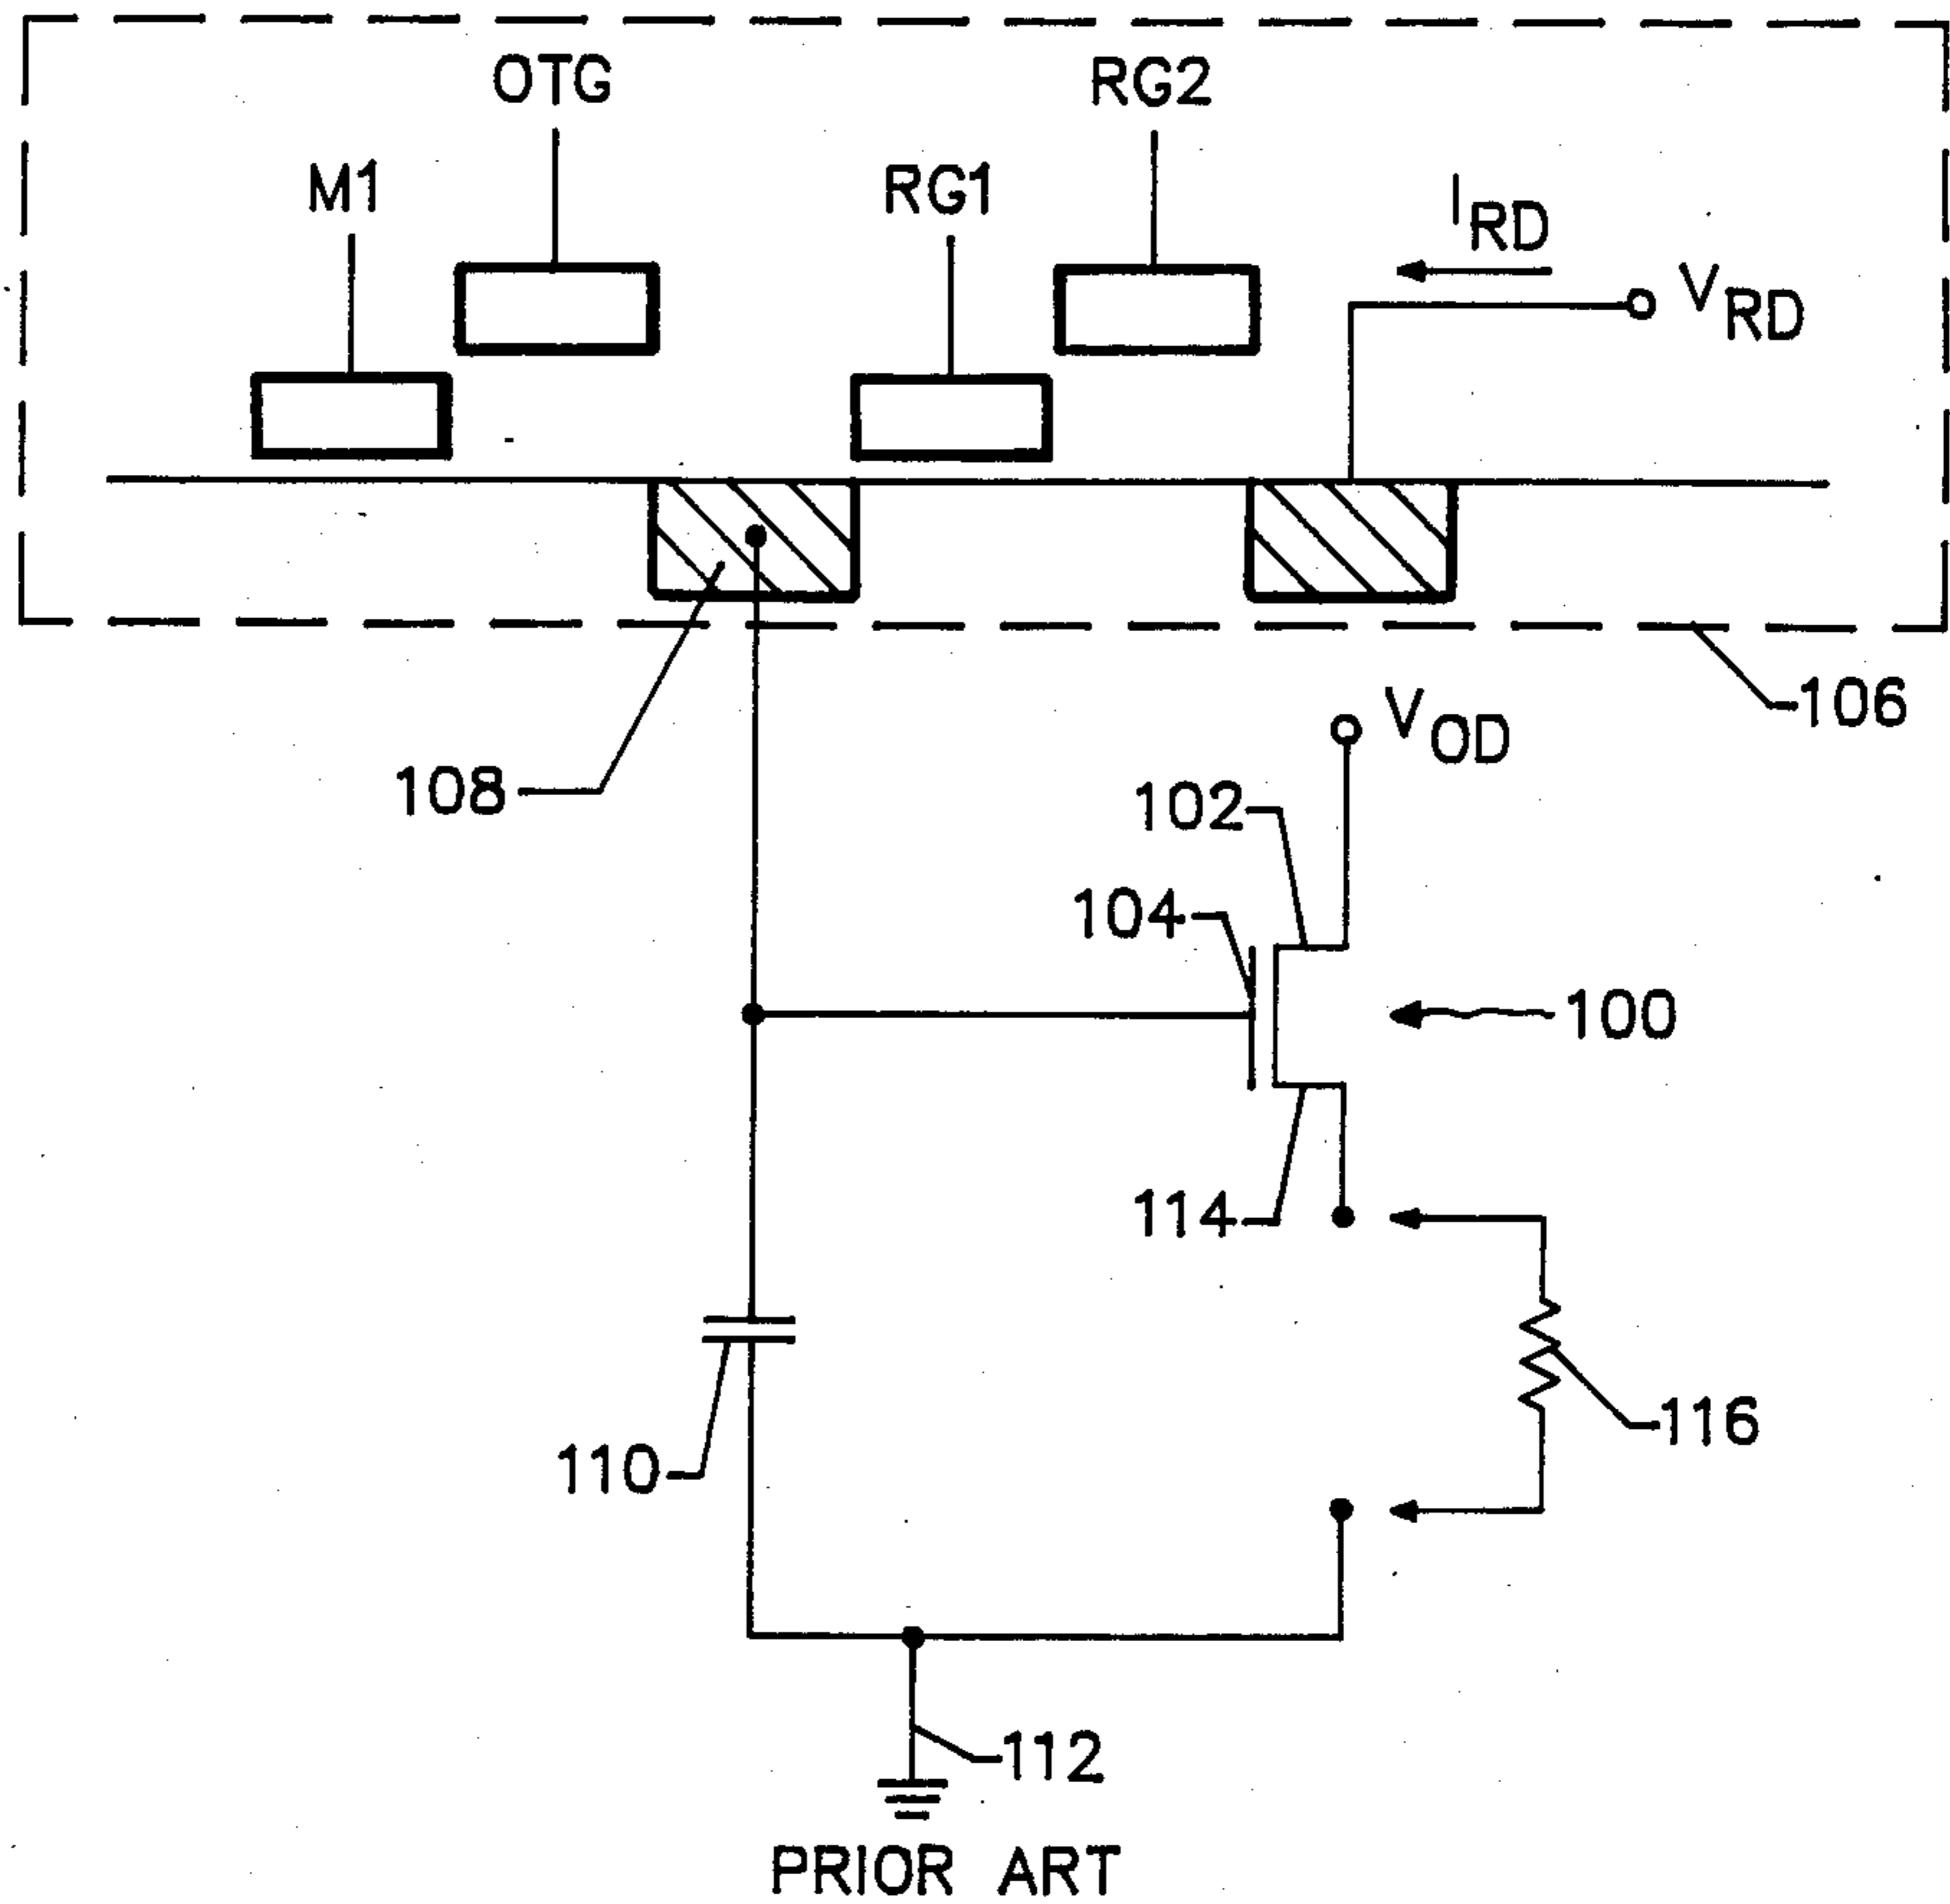 OTG
RG2
M1
RG1
IRD
VRD
106
VOD
108
102
104
100
114
116
110
112
PRIOR ART